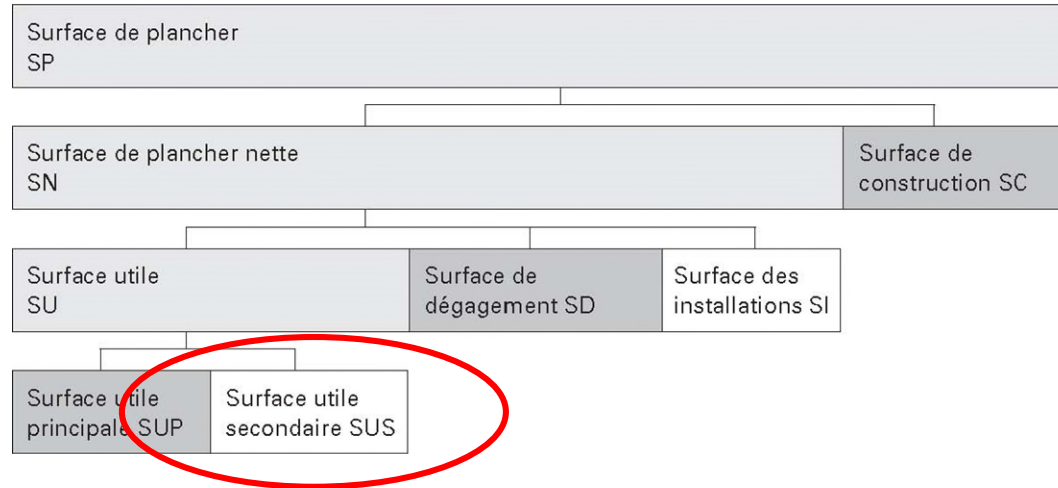 Surface de plancher
SP
Surface de plancher nette
SN
Surface de
construction SC
Surface utile
SU
Surface de
dégagement SD
Surface des
installations SI
Surface utile
principale SUP
Surface utile
secondaire SUS